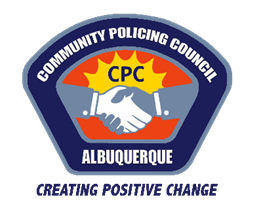 COMMUNITY POLICING COUNCIL
CPC
ALBUQUERQUE
CREATING POSITIVE CHANGE